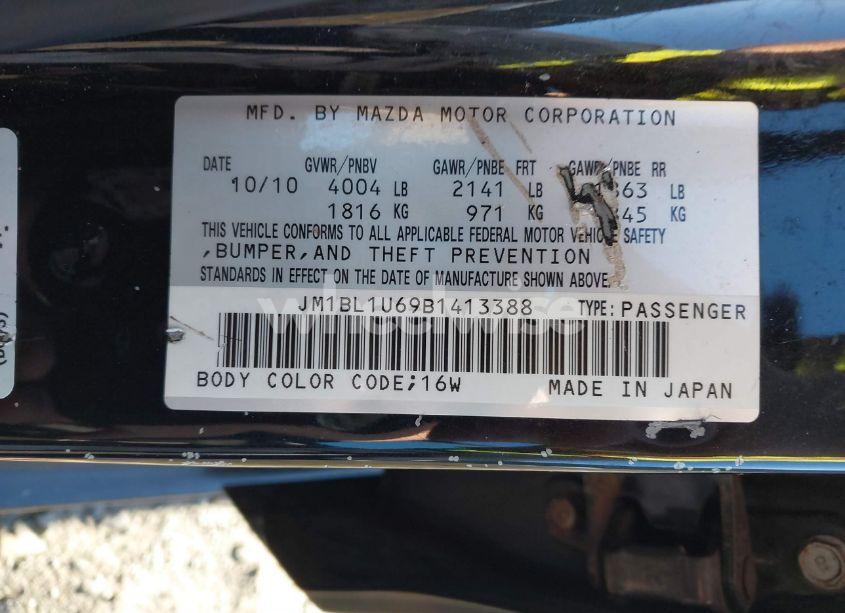 MFD. BY MAZDA MOTOR CORPORATION
DATE GVWR/PNBV GAWR/PNBE FRT GAWR/PNBE RR
10/10 4004 LB 2141 LB 1863 LB
1816 KG 971 KG 845 KG
THIS VEHICLE CONFORMS TO ALL APPLICABLE FEDERAL MOTOR VEHICLE SAFETY
,BUMPER,AND THEFT PREVENTION
STANDARDS IN EFFECT ON THE DATE OF MANUFACTURE SHOWN ABOVE.
JM1BL1U69B1413388 TYPE:PASSENGER
wheelwise
BODY COLOR CODE;16W MADE IN JAPAN